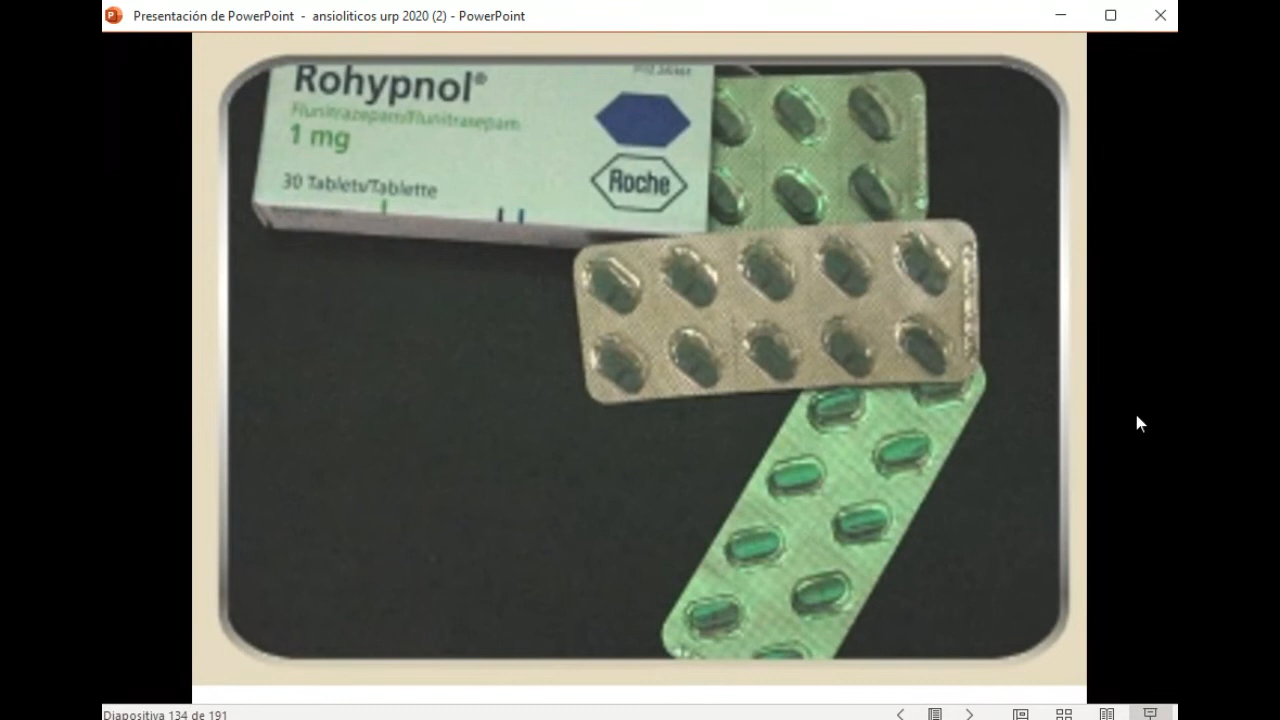 Presentación de PowerPoint - ansioliticos urp 2020 (2) - PowerPoint
Rohypnol®
Flunitrazepam/Flunitrasepam
1 mg
30 Tablets/Tablette
Roche
Diapositiva 134 de 191